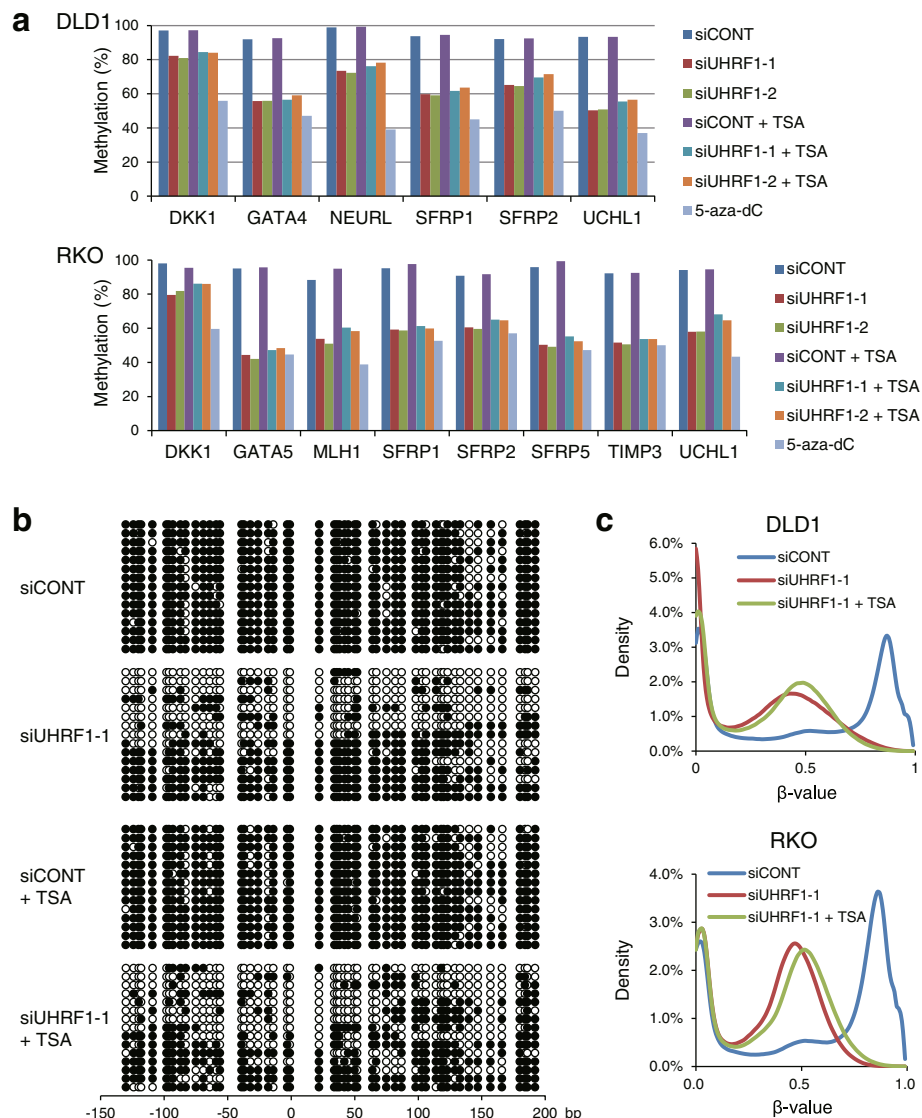 a
DLD1
Methylation (%)
100
80
60
40
20
0
DKK1 GATA4 NEURL SFRP1 SFRP2 UCHL1
siCONT
siUHRF1-1
siUHRF1-2
siCONT + TSA
siUHRF1-1 + TSA
siUHRF1-2 + TSA
5-aza-dC
RKO
Methylation (%)
100
80
60
40
20
0
DKK1 GATA5 MLH1 SFRP1 SFRP2 SFRP5 TIMP3 UCHL1
siCONT
siUHRF1-1
siUHRF1-2
siCONT + TSA
siUHRF1-1 + TSA
siUHRF1-2 + TSA
5-aza-dC
b
siCONT
siUHRF1-1
siCONT
+ TSA
siUHRF1-1
+ TSA
-150 -100 -50 0 50 100 150 200 bp
c
DLD1
siCONT
siUHRF1-1
siUHRF1-1 + TSA
Density
6.0%
5.0%
4.0%
3.0%
2.0%
1.0%
0.0%
0 0.5 1
β-value
RKO
siCONT
siUHRF1-1
siUHRF1-1 + TSA
Density
4.0%
3.0%
2.0%
1.0%
0.0%
0.0 0.5 1.0
β-value